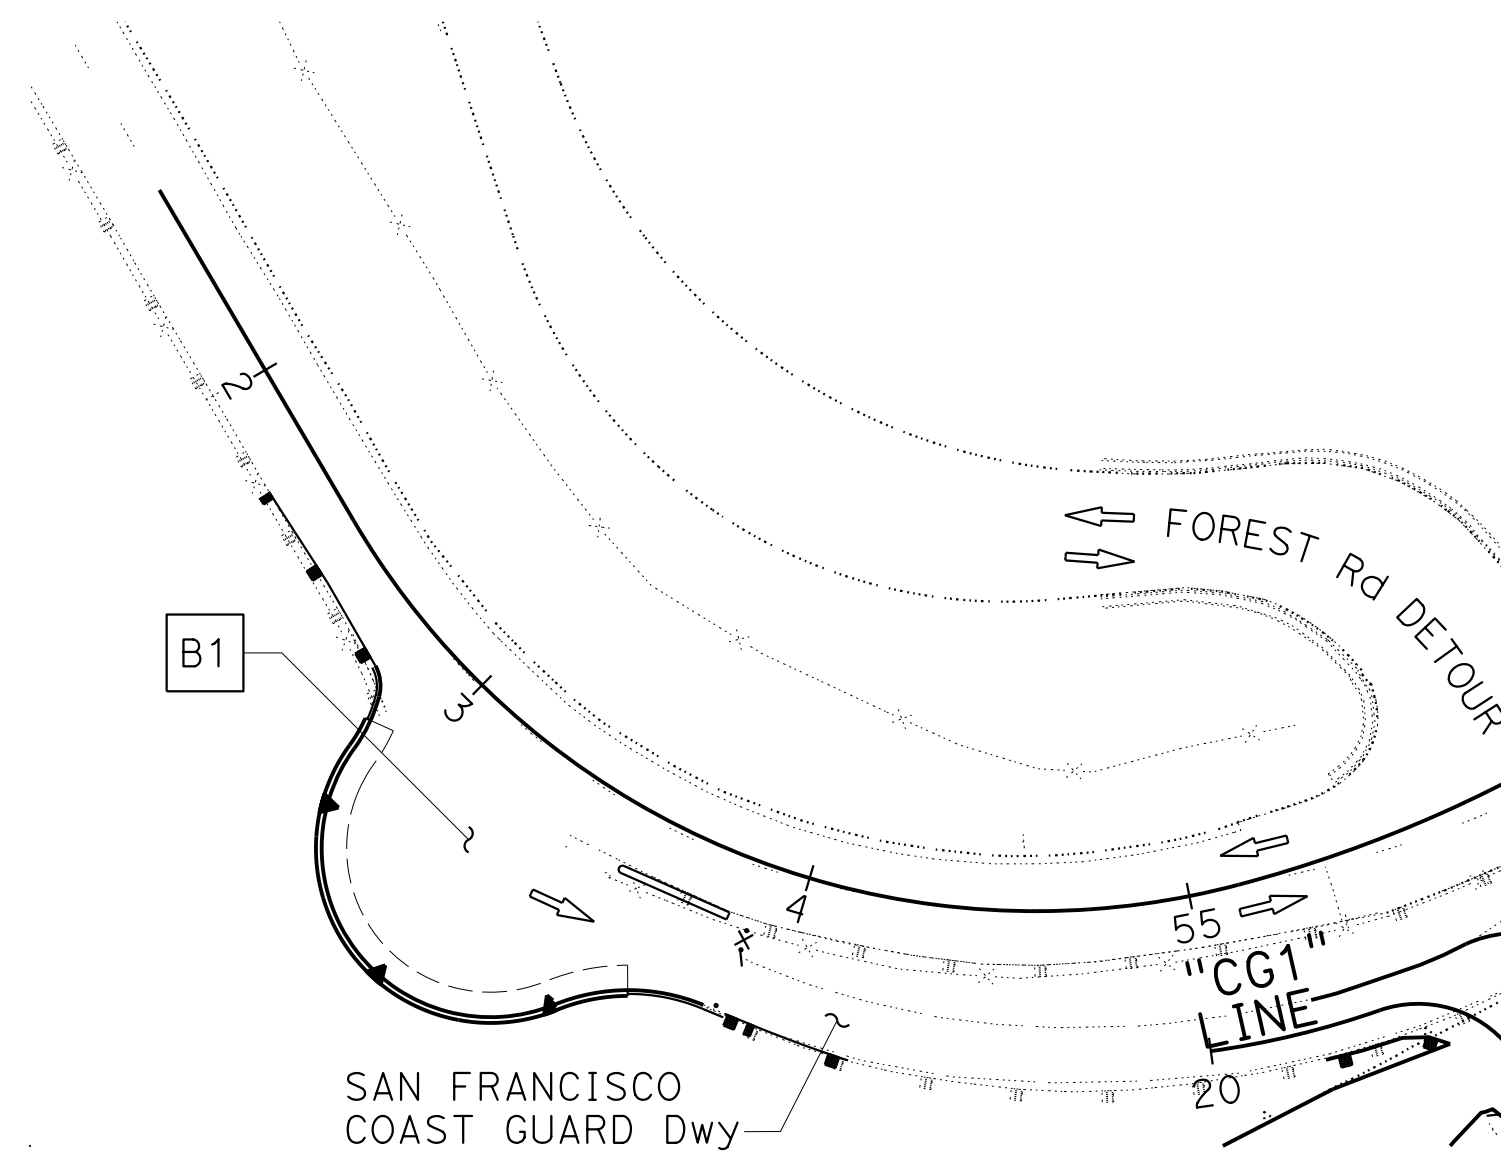 2
FOREST Rd DETOUR
B1
3
4
55
"CG1"
LINE
20
SAN FRANCISCO
COAST GUARD Dwy